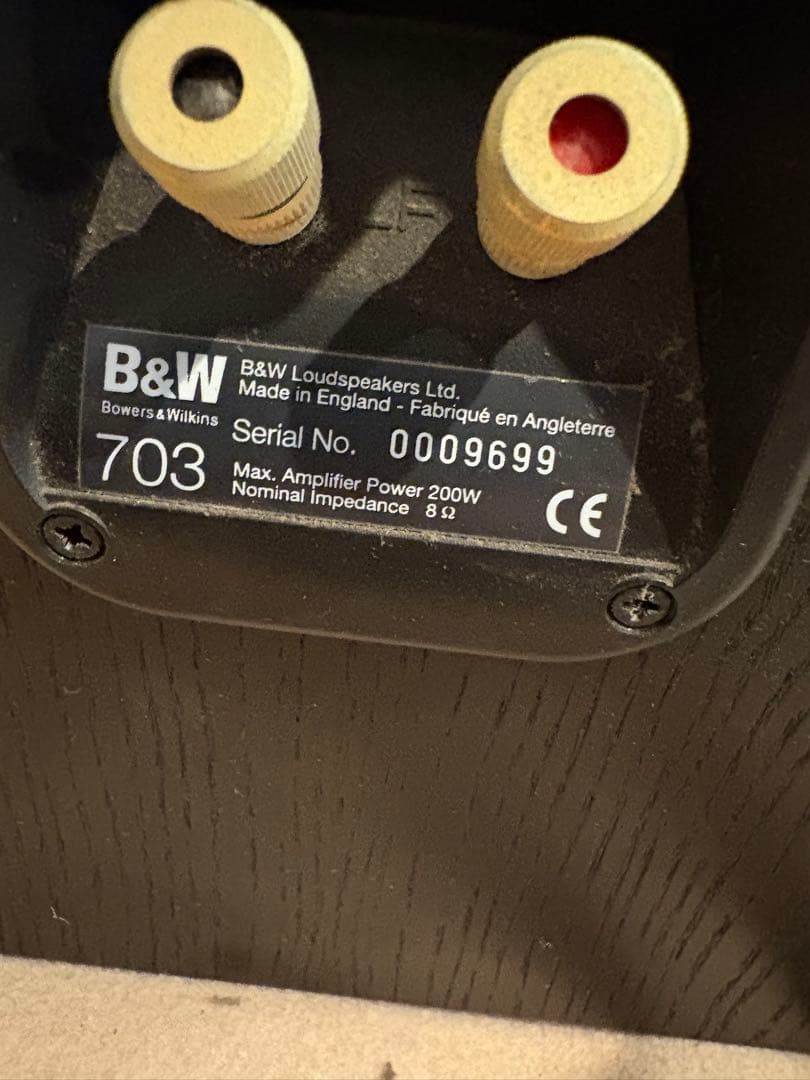 B&W
Bowers & Wilkins
703
B&W Loudspeakers Ltd.
Made in England - Fabriqué en Angleterre
Serial No. 0009699
Max. Amplifier Power 200W
Nominal Impedance 8 Ω
CE